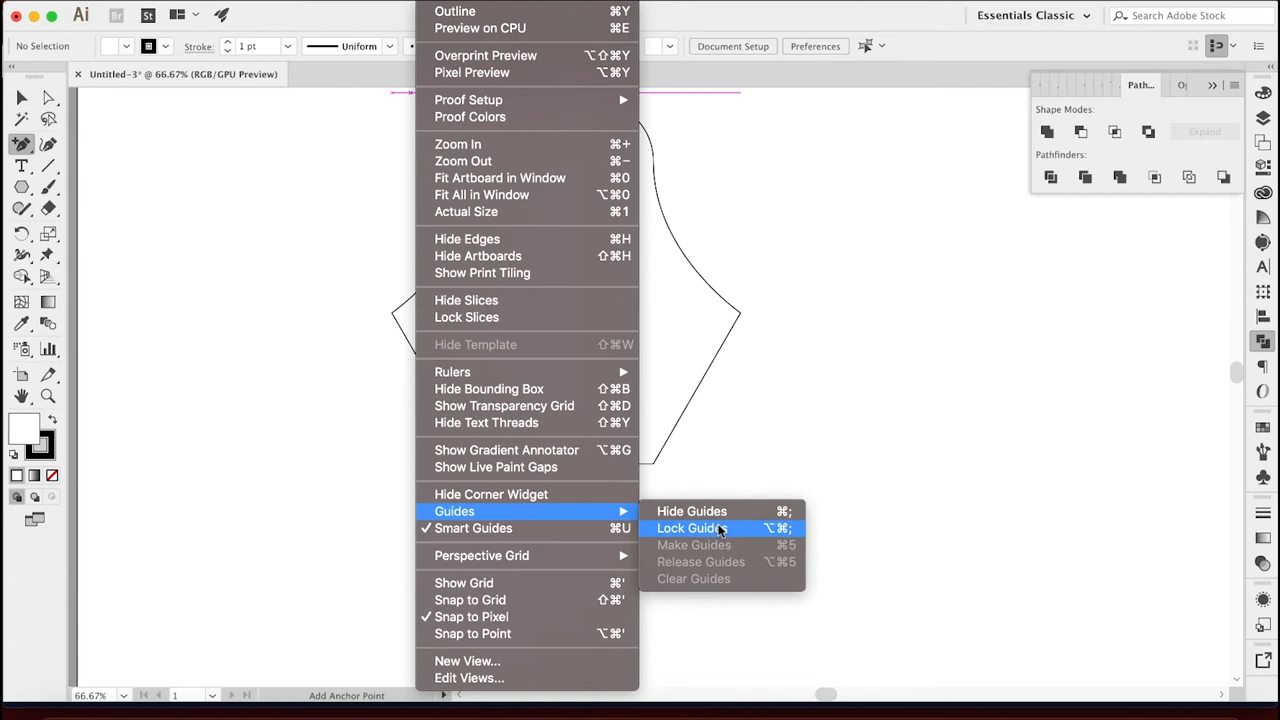 Ai Br St Essentials Classic Search Adobe Stock
No Selection Stroke: 1 pt Uniform Document Setup Preferences
× Untitled-3* @ 66.67% (RGB/GPU Preview)
Path...
Shape Modes:
Expand
Pathfinders:
Outline ⌘Y
Preview on CPU ⌘E
Overprint Preview ⌥⇧⌘Y
Pixel Preview ⌥⌘Y
Proof Setup
Proof Colors
Zoom In ⌘+
Zoom Out ⌘−
Fit Artboard in Window ⌘0
Fit All in Window ⌥⌘0
Actual Size ⌘1
Hide Edges ⌘H
Hide Artboards ⇧⌘H
Show Print Tiling
Hide Slices
Lock Slices
Hide Template ⇧⌘W
Rulers
Hide Bounding Box ⇧⌘B
Show Transparency Grid ⇧⌘D
Hide Text Threads ⇧⌘Y
Show Gradient Annotator ⌥⌘G
Show Live Paint Gaps
Hide Corner Widget
Guides
✓ Smart Guides ⌘U
Perspective Grid
Show Grid ⌘'
Snap to Grid ⇧⌘'
✓ Snap to Pixel
Snap to Point ⌥⌘'
New View...
Edit Views...
Hide Guides ⌘;
Lock Guides ⌥⌘;
Make Guides ⌘5
Release Guides ⌥⌘5
Clear Guides
66.67% 1 Add Anchor Point